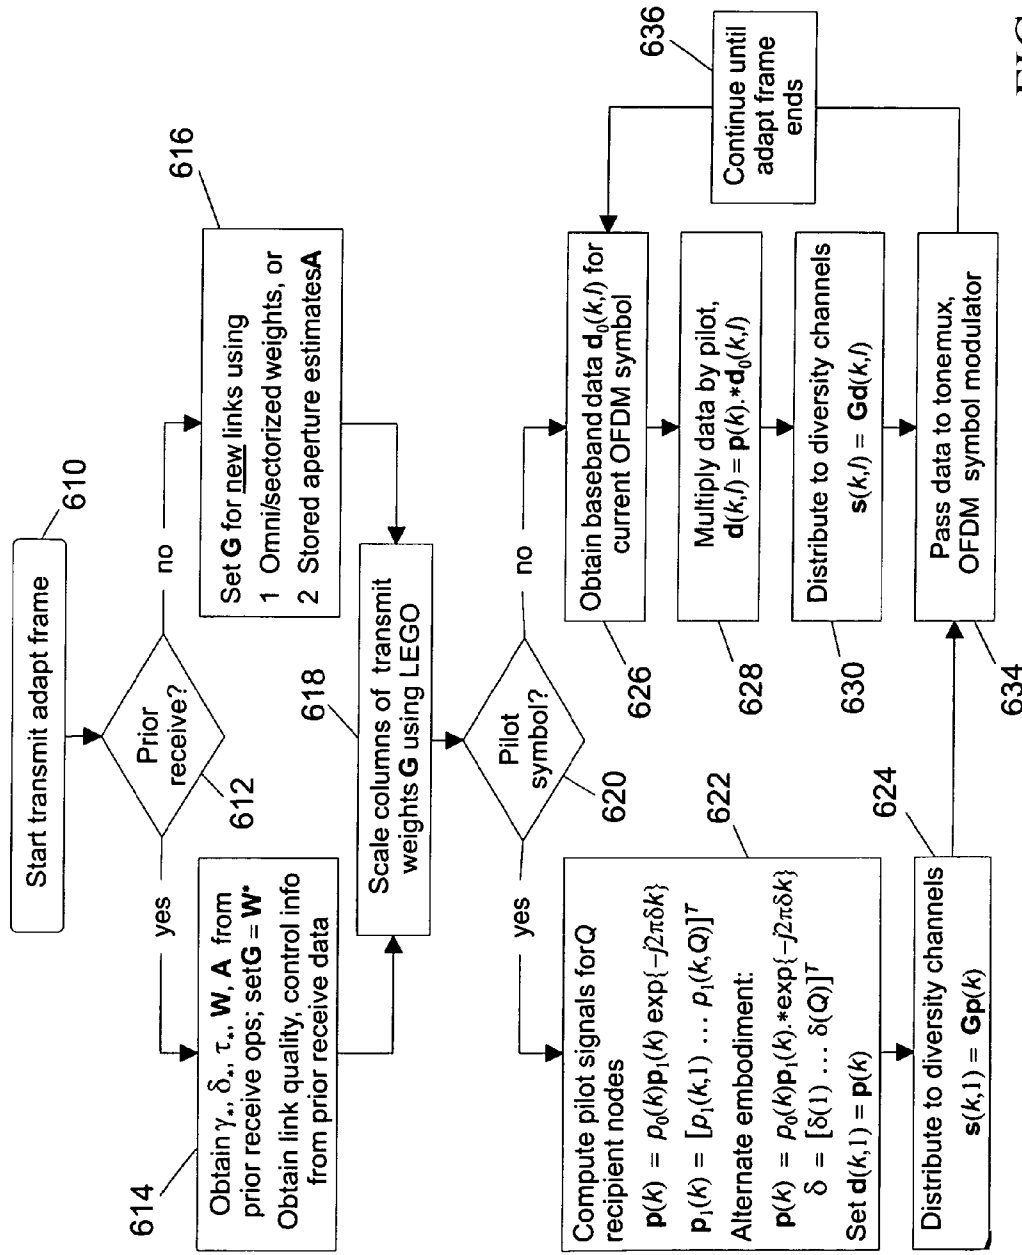 Start transmit adapt frame
610
Prior
receive?
612
yes
no
Obtain γ*, δ*, τ*, W, A from
prior receive ops; setG = W*
Obtain link quality, control info
from prior receive data
614
Set G for new links using
1 Omni/sectorized weights, or
2 Stored aperture estimatesA
616
Scale columns of transmit
weights G using LEGO
618
Pilot
symbol?
620
yes
no
Compute pilot signals forQ
recipient nodes
p(k) = p₀(k)p₁(k) exp{-j2πδk}
p₁(k) = [p₁(k,1) … p₁(k,Q)]ᵀ
Alternate embodiment:
p(k) = p₀(k)p₁(k).*exp{-j2πδk}
δ = [δ(1) … δ(Q)]ᵀ
Set d(k,1) = p(k)
622
Distribute to diversity channels
s(k,1) = Gp(k)
624
Obtain baseband data d₀(k,l) for
current OFDM symbol
626
Multiply data by pilot,
d(k,l) = p(k).*d₀(k,l)
628
Distribute to diversity channels
s(k,l) = Gd(k,l)
630
Pass data to tonemux,
OFDM symbol modulator
634
Continue until
adapt frame
ends
636
FIG